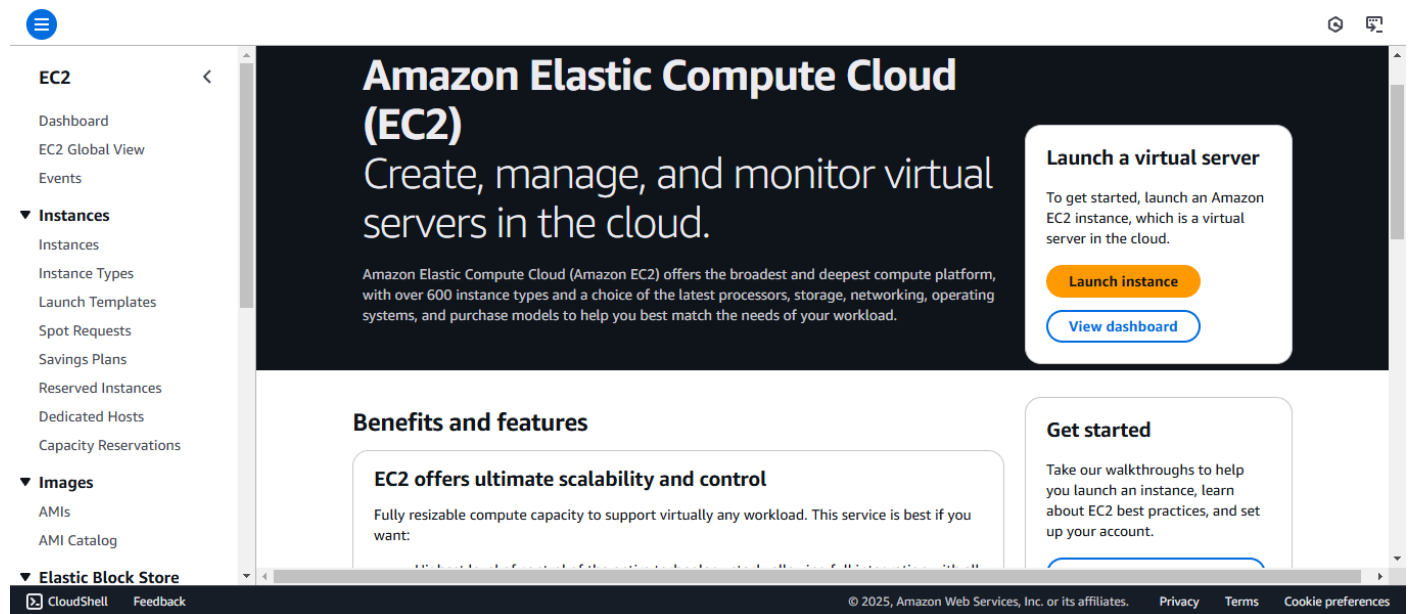 EC2
Dashboard
EC2 Global View
Events
Instances
Instances
Instance Types
Launch Templates
Spot Requests
Savings Plans
Reserved Instances
Dedicated Hosts
Capacity Reservations
Images
AMIs
AMI Catalog
Elastic Block Store
Amazon Elastic Compute Cloud
(EC2)
Create, manage, and monitor virtual
servers in the cloud.
Amazon Elastic Compute Cloud (Amazon EC2) offers the broadest and deepest compute platform,
with over 600 instance types and a choice of the latest processors, storage, networking, operating
systems, and purchase models to help you best match the needs of your workload.
Launch a virtual server
To get started, launch an Amazon
EC2 instance, which is a virtual
server in the cloud.
Launch instance
View dashboard
Benefits and features
EC2 offers ultimate scalability and control
Fully resizable compute capacity to support virtually any workload. This service is best if you
want:
Get started
Take our walkthroughs to help
you launch an instance, learn
about EC2 best practices, and set
up your account.
CloudShell Feedback
© 2025, Amazon Web Services, Inc. or its affiliates. Privacy Terms Cookie preferences